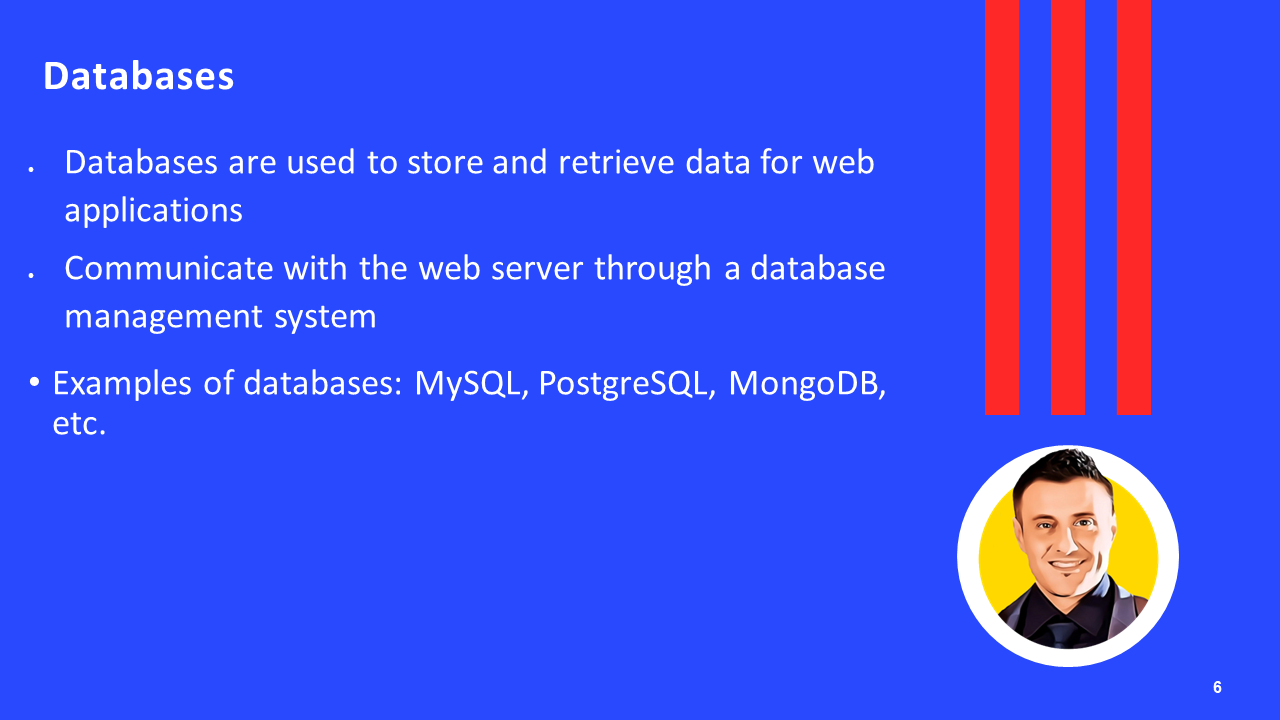 Databases
• Databases are used to store and retrieve data for web
applications
• Communicate with the web server through a database
management system
• Examples of databases: MySQL, PostgreSQL, MongoDB,
etc.
6